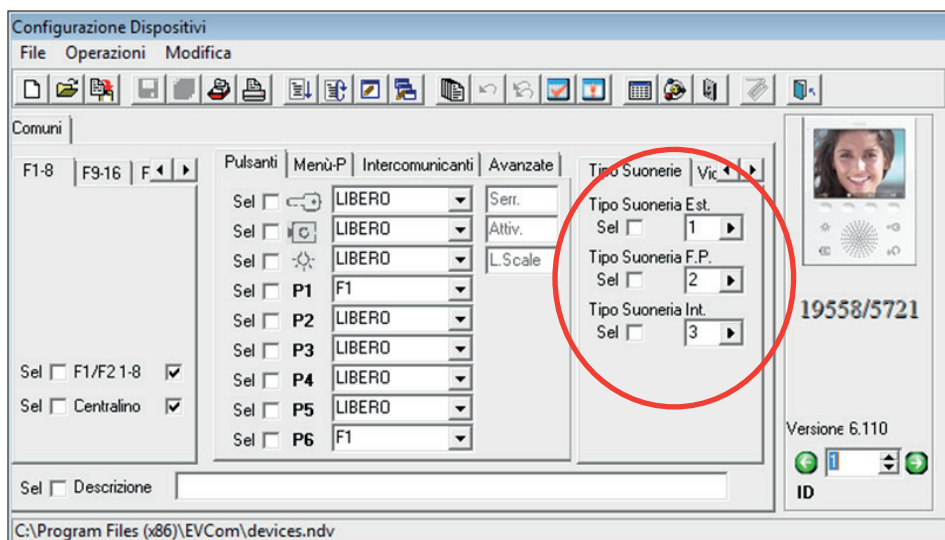 Configurazione Dispositivi
File Operazioni Modifica
Comuni
F1-8 F9-16 F
Sel F1/F2 1-8
Sel Centralino
Pulsanti Menù-P Intercomunicanti Avanzate
Sel LIBERO Serr.
Sel LIBERO Attiv.
Sel LIBERO L.Scale
Sel P1 F1
Sel P2 LIBERO
Sel P3 LIBERO
Sel P4 LIBERO
Sel P5 LIBERO
Sel P6 F1
Tipo Suonerie
Tipo Suoneria Est.
Sel 1
Tipo Suoneria F.P.
Sel 2
Tipo Suoneria Int.
Sel 3
19558/5721
Versione 6.110
1
ID
Sel Descrizione
C:\Program Files (x86)\EVCom\devices.ndv